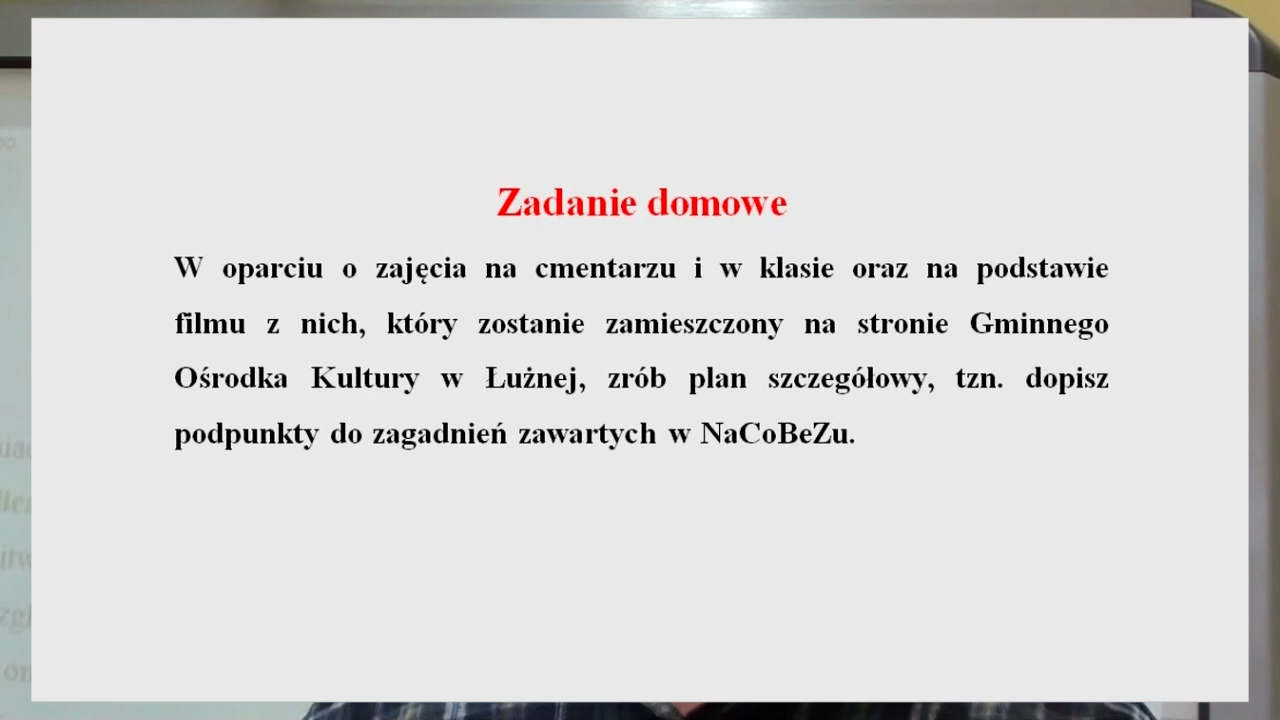 Zadanie domowe
W oparciu o zajęcia na cmentarzu i w klasie oraz na podstawie
filmu z nich, który zostanie zamieszczony na stronie Gminnego
Ośrodka Kultury w Łużnej, zrób plan szczegółowy, tzn. dopisz
podpunkty do zagadnień zawartych w NaCoBeZu.